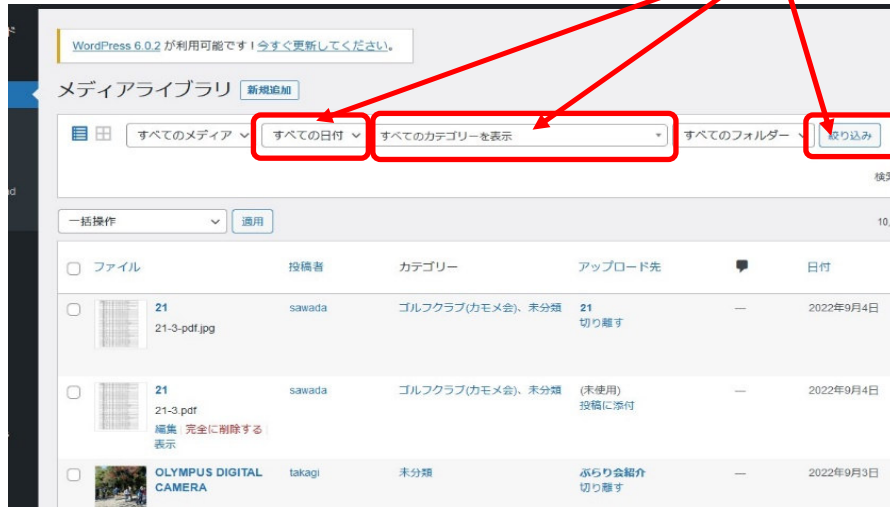 WordPress 6.0.2 が利用可能です！今すぐ更新してください。
メディアライブラリ 新規追加
すべてのメディア すべての日付 すべてのカテゴリーを表示 すべてのフォルダー 絞り込み
一括操作 適用
ファイル 投稿者 カテゴリー アップロード先 日付
21 sawada ゴルフクラブ(カモメ会)、未分類 21 — 2022年9月4日
21-3-pdf.jpg 切り離す
21 sawada ゴルフクラブ(カモメ会)、未分類 (未使用) — 2022年9月4日
21-3.pdf 投稿に添付
編集 | 完全に削除する |
表示
OLYMPUS DIGITAL takagi 未分類 ぶらり会紹介 — 2022年9月3日
CAMERA 切り離す